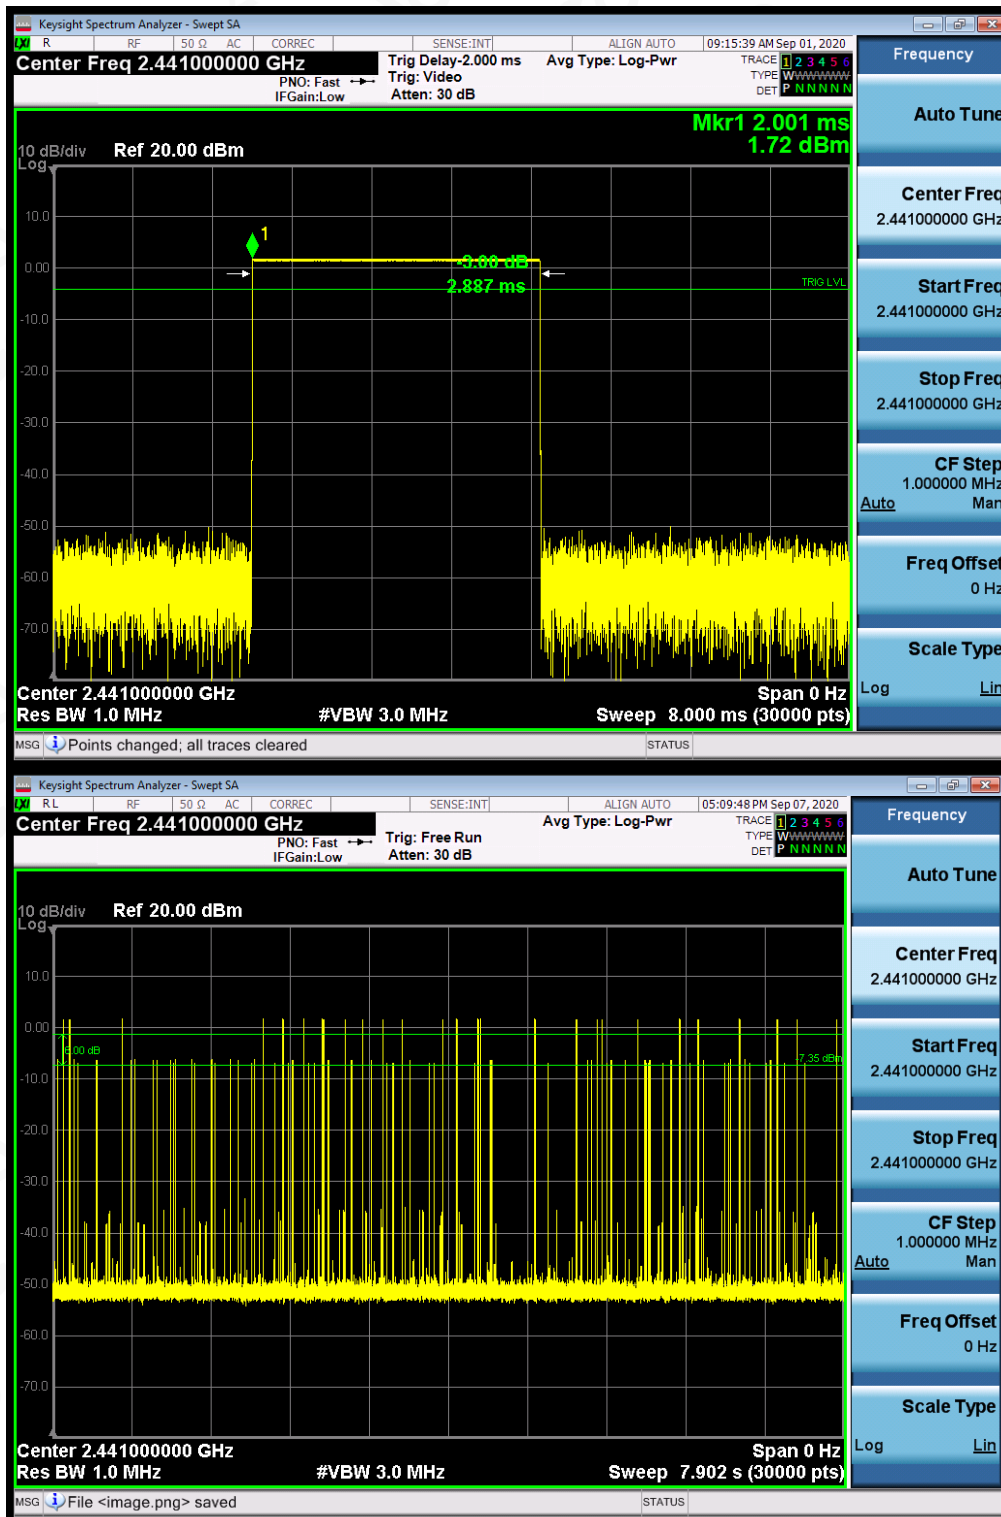 Keysight Spectrum Analyzer - Swept SA
LXI R RF 50 Ω AC CORREC SENSE:INT ALIGN AUTO 09:15:39 AM Sep 01, 2020
Center Freq 2.441000000 GHz
PNO: Fast
IFGain:Low
Trig Delay-2.000 ms
Trig: Video
Atten: 30 dB
Avg Type: Log-Pwr
TRACE 1 2 3 4 5 6
TYPE WWWWWW
DET P N N N N N
Mkr1 2.001 ms
1.72 dBm
10 dB/div Ref 20.00 dBm
Log
10.0
0.00
-10.0
-20.0
-30.0
-40.0
-50.0
-60.0
-70.0
1
-3.00 dB
2.887 ms
TRIG LVL
Center 2.441000000 GHz Span 0 Hz
Res BW 1.0 MHz #VBW 3.0 MHz Sweep 8.000 ms (30000 pts)
MSG Points changed; all traces cleared STATUS
Frequency
Auto Tune
Center Freq
2.441000000 GHz
Start Freq
2.441000000 GHz
Stop Freq
2.441000000 GHz
CF Step
1.000000 MHz
Auto Man
Freq Offset
0 Hz
Scale Type
Log Lin
Keysight Spectrum Analyzer - Swept SA
LXI R L RF 50 Ω AC CORREC SENSE:INT ALIGN AUTO 05:09:48 PM Sep 07, 2020
Center Freq 2.441000000 GHz
PNO: Fast
IFGain:Low
Trig: Free Run
Atten: 30 dB
Avg Type: Log-Pwr
TRACE 1 2 3 4 5 6
TYPE WWWWWW
DET P N N N N N
10 dB/div Ref 20.00 dBm
Log
10.0
0.00
-10.0
-20.0
-30.0
-40.0
-50.0
-60.0
-70.0
6.00 dB
-7.35 dBm
Center 2.441000000 GHz Span 0 Hz
Res BW 1.0 MHz #VBW 3.0 MHz Sweep 7.902 s (30000 pts)
MSG File <image.png> saved STATUS
Frequency
Auto Tune
Center Freq
2.441000000 GHz
Start Freq
2.441000000 GHz
Stop Freq
2.441000000 GHz
CF Step
1.000000 MHz
Auto Man
Freq Offset
0 Hz
Scale Type
Log Lin